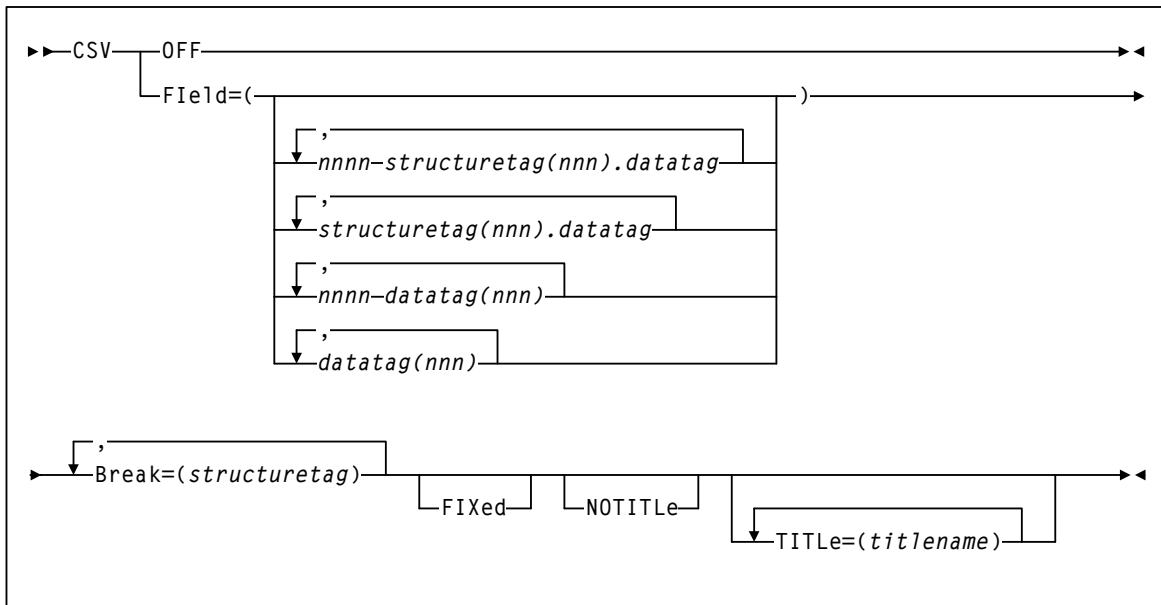 CSV OFF
FIeld=( )
,
nnnn-structuretag(nnn).datatag
,
structuretag(nnn).datatag
,
nnnn-datatag(nnn)
,
datatag(nnn)
,
Break=(structuretag)
FIXed NOTITLe
TITLe=(titlename)